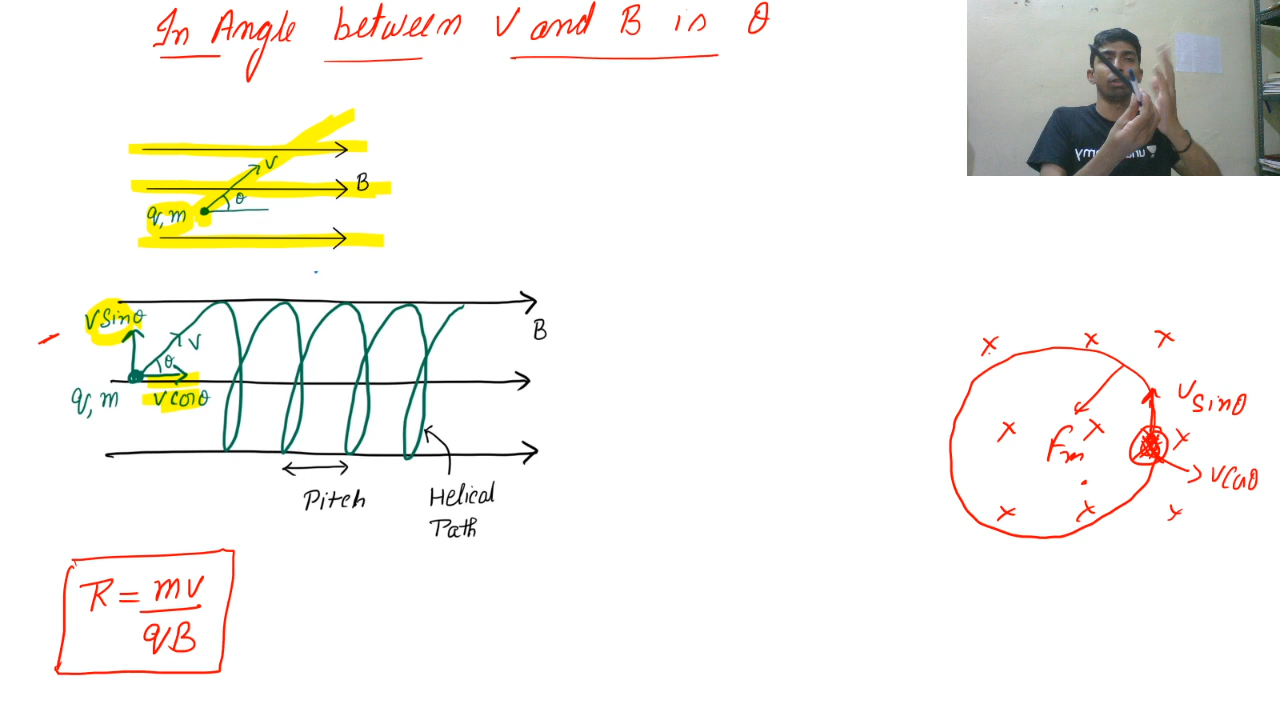 In Angle between V and B is θ
V
B
θ
q, m
VSinθ
V
B
θ
q, m
VCosθ
Pitch
Helical
Path
R = mV
qB
x x x
VSinθ
x x x
Fm
VCosθ
x x x